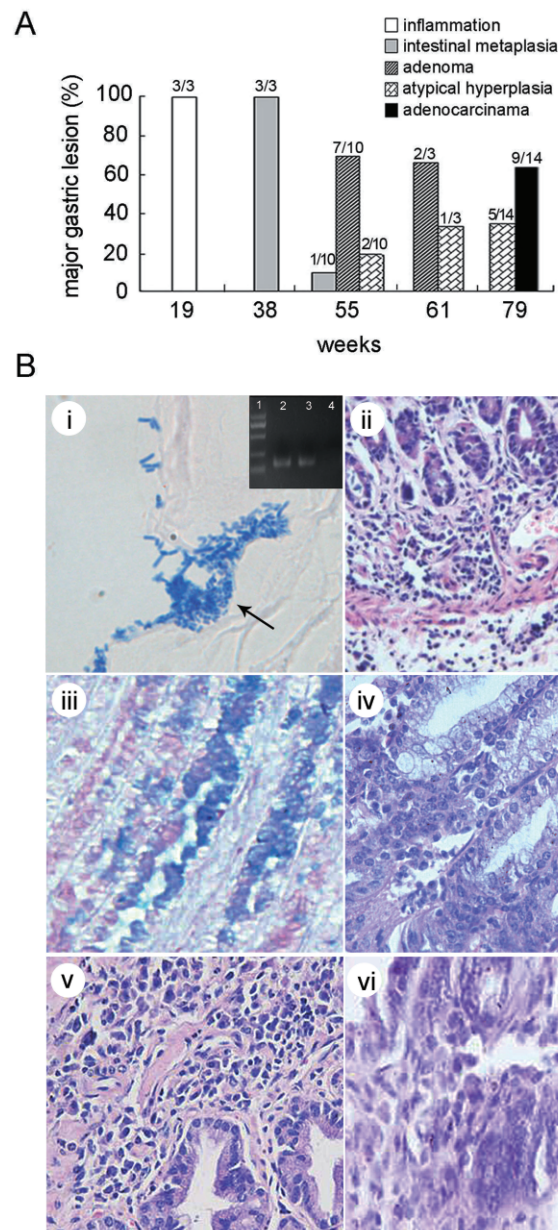 A
inflammation
intestinal metaplasia
adenoma
atypical hyperplasia
adenocarcinama
major gastric lesion (%)
100
80
60
40
20
0
3/3
3/3
1/10
7/10
2/10
2/3
1/3
5/14
9/14
19 38 55 61 79
weeks
B
i
1 2 3 4
ii
iii
iv
v
vi